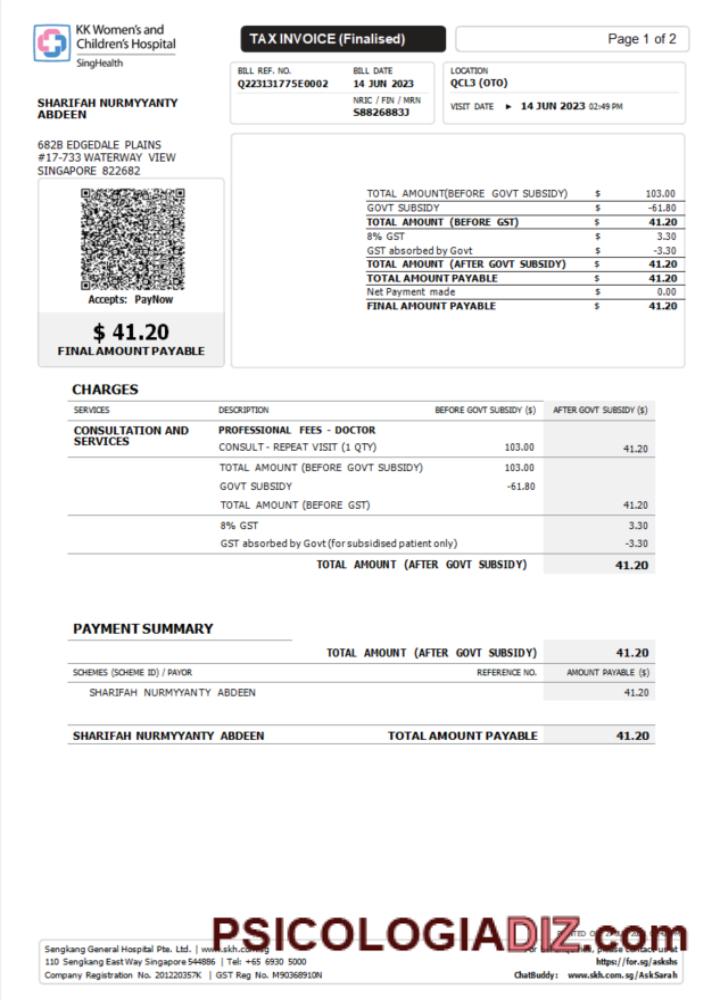 KK Women's and
Children's Hospital
SingHealth
TAX INVOICE (Finalised)
Page 1 of 2
BILL REF. NO. BILL DATE LOCATION
Q223131775E0002 14 JUN 2023 QCL3 (OTO)
NRIC / FIN / MRN
S8826883J
VISIT DATE ► 14 JUN 2023 02:49 PM
SHARIFAH NURMYYANTY
ABDEEN
682B EDGEDALE PLAINS
#17-733 WATERWAY VIEW
SINGAPORE 822682
Accepts: PayNow
$ 41.20
FINAL AMOUNT PAYABLE
TOTAL AMOUNT(BEFORE GOVT SUBSIDY) $ 103.00
GOVT SUBSIDY $ -61.80
TOTAL AMOUNT (BEFORE GST) $ 41.20
8% GST $ 3.30
GST absorbed by Govt $ -3.30
TOTAL AMOUNT (AFTER GOVT SUBSIDY) $ 41.20
TOTAL AMOUNT PAYABLE $ 41.20
Net Payment made $ 0.00
FINAL AMOUNT PAYABLE $ 41.20
CHARGES
SERVICES DESCRIPTION BEFORE GOVT SUBSIDY ($) AFTER GOVT SUBSIDY ($)
CONSULTATION AND
SERVICES
PROFESSIONAL FEES - DOCTOR
CONSULT - REPEAT VISIT (1 QTY) 103.00 41.20
TOTAL AMOUNT (BEFORE GOVT SUBSIDY) 103.00
GOVT SUBSIDY -61.80
TOTAL AMOUNT (BEFORE GST) 41.20
8% GST 3.30
GST absorbed by Govt (for subsidised patient only) -3.30
TOTAL AMOUNT (AFTER GOVT SUBSIDY) 41.20
PAYMENT SUMMARY
TOTAL AMOUNT (AFTER GOVT SUBSIDY) 41.20
SCHEMES (SCHEME ID) / PAYOR REFERENCE NO. AMOUNT PAYABLE ($)
SHARIFAH NURMYYANTY ABDEEN 41.20
SHARIFAH NURMYYANTY ABDEEN TOTAL AMOUNT PAYABLE 41.20
PSICOLOGIADIZ.com
Sengkang General Hospital Pte. Ltd. | www.skh.com.sg
110 Sengkang East Way Singapore 544886 | Tel: +65 6930 5000
Company Registration No. 201220357K | GST Reg No. M90368910N
please contact us at
https://for.sg/askshs
ChatBuddy: www.skh.com.sg/AskSarah